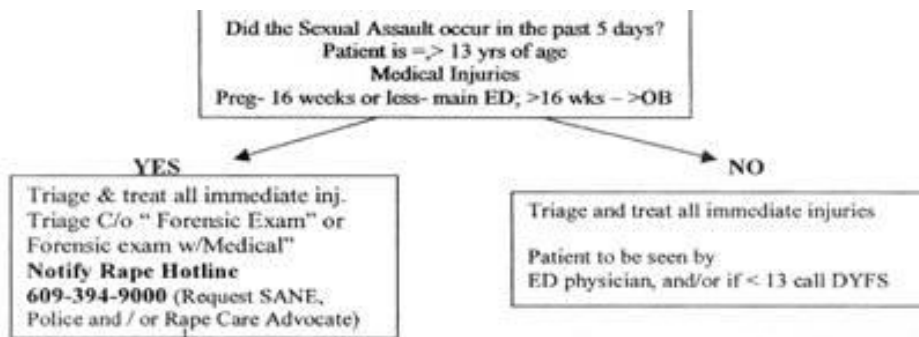 Did the Sexual Assault occur in the past 5 days?
Patient is =,> 13 yrs of age
Medical Injuries
Preg- 16 weeks or less- main ED; >16 wks – >OB
YES
NO
Triage & treat all immediate inj.
Triage C/o “ Forensic Exam” or
Forensic exam w/Medical”
Notify Rape Hotline
609-394-9000 (Request SANE,
Police and / or Rape Care Advocate)
Triage and treat all immediate injuries
Patient to be seen by
ED physician, and/or if < 13 call DYFS